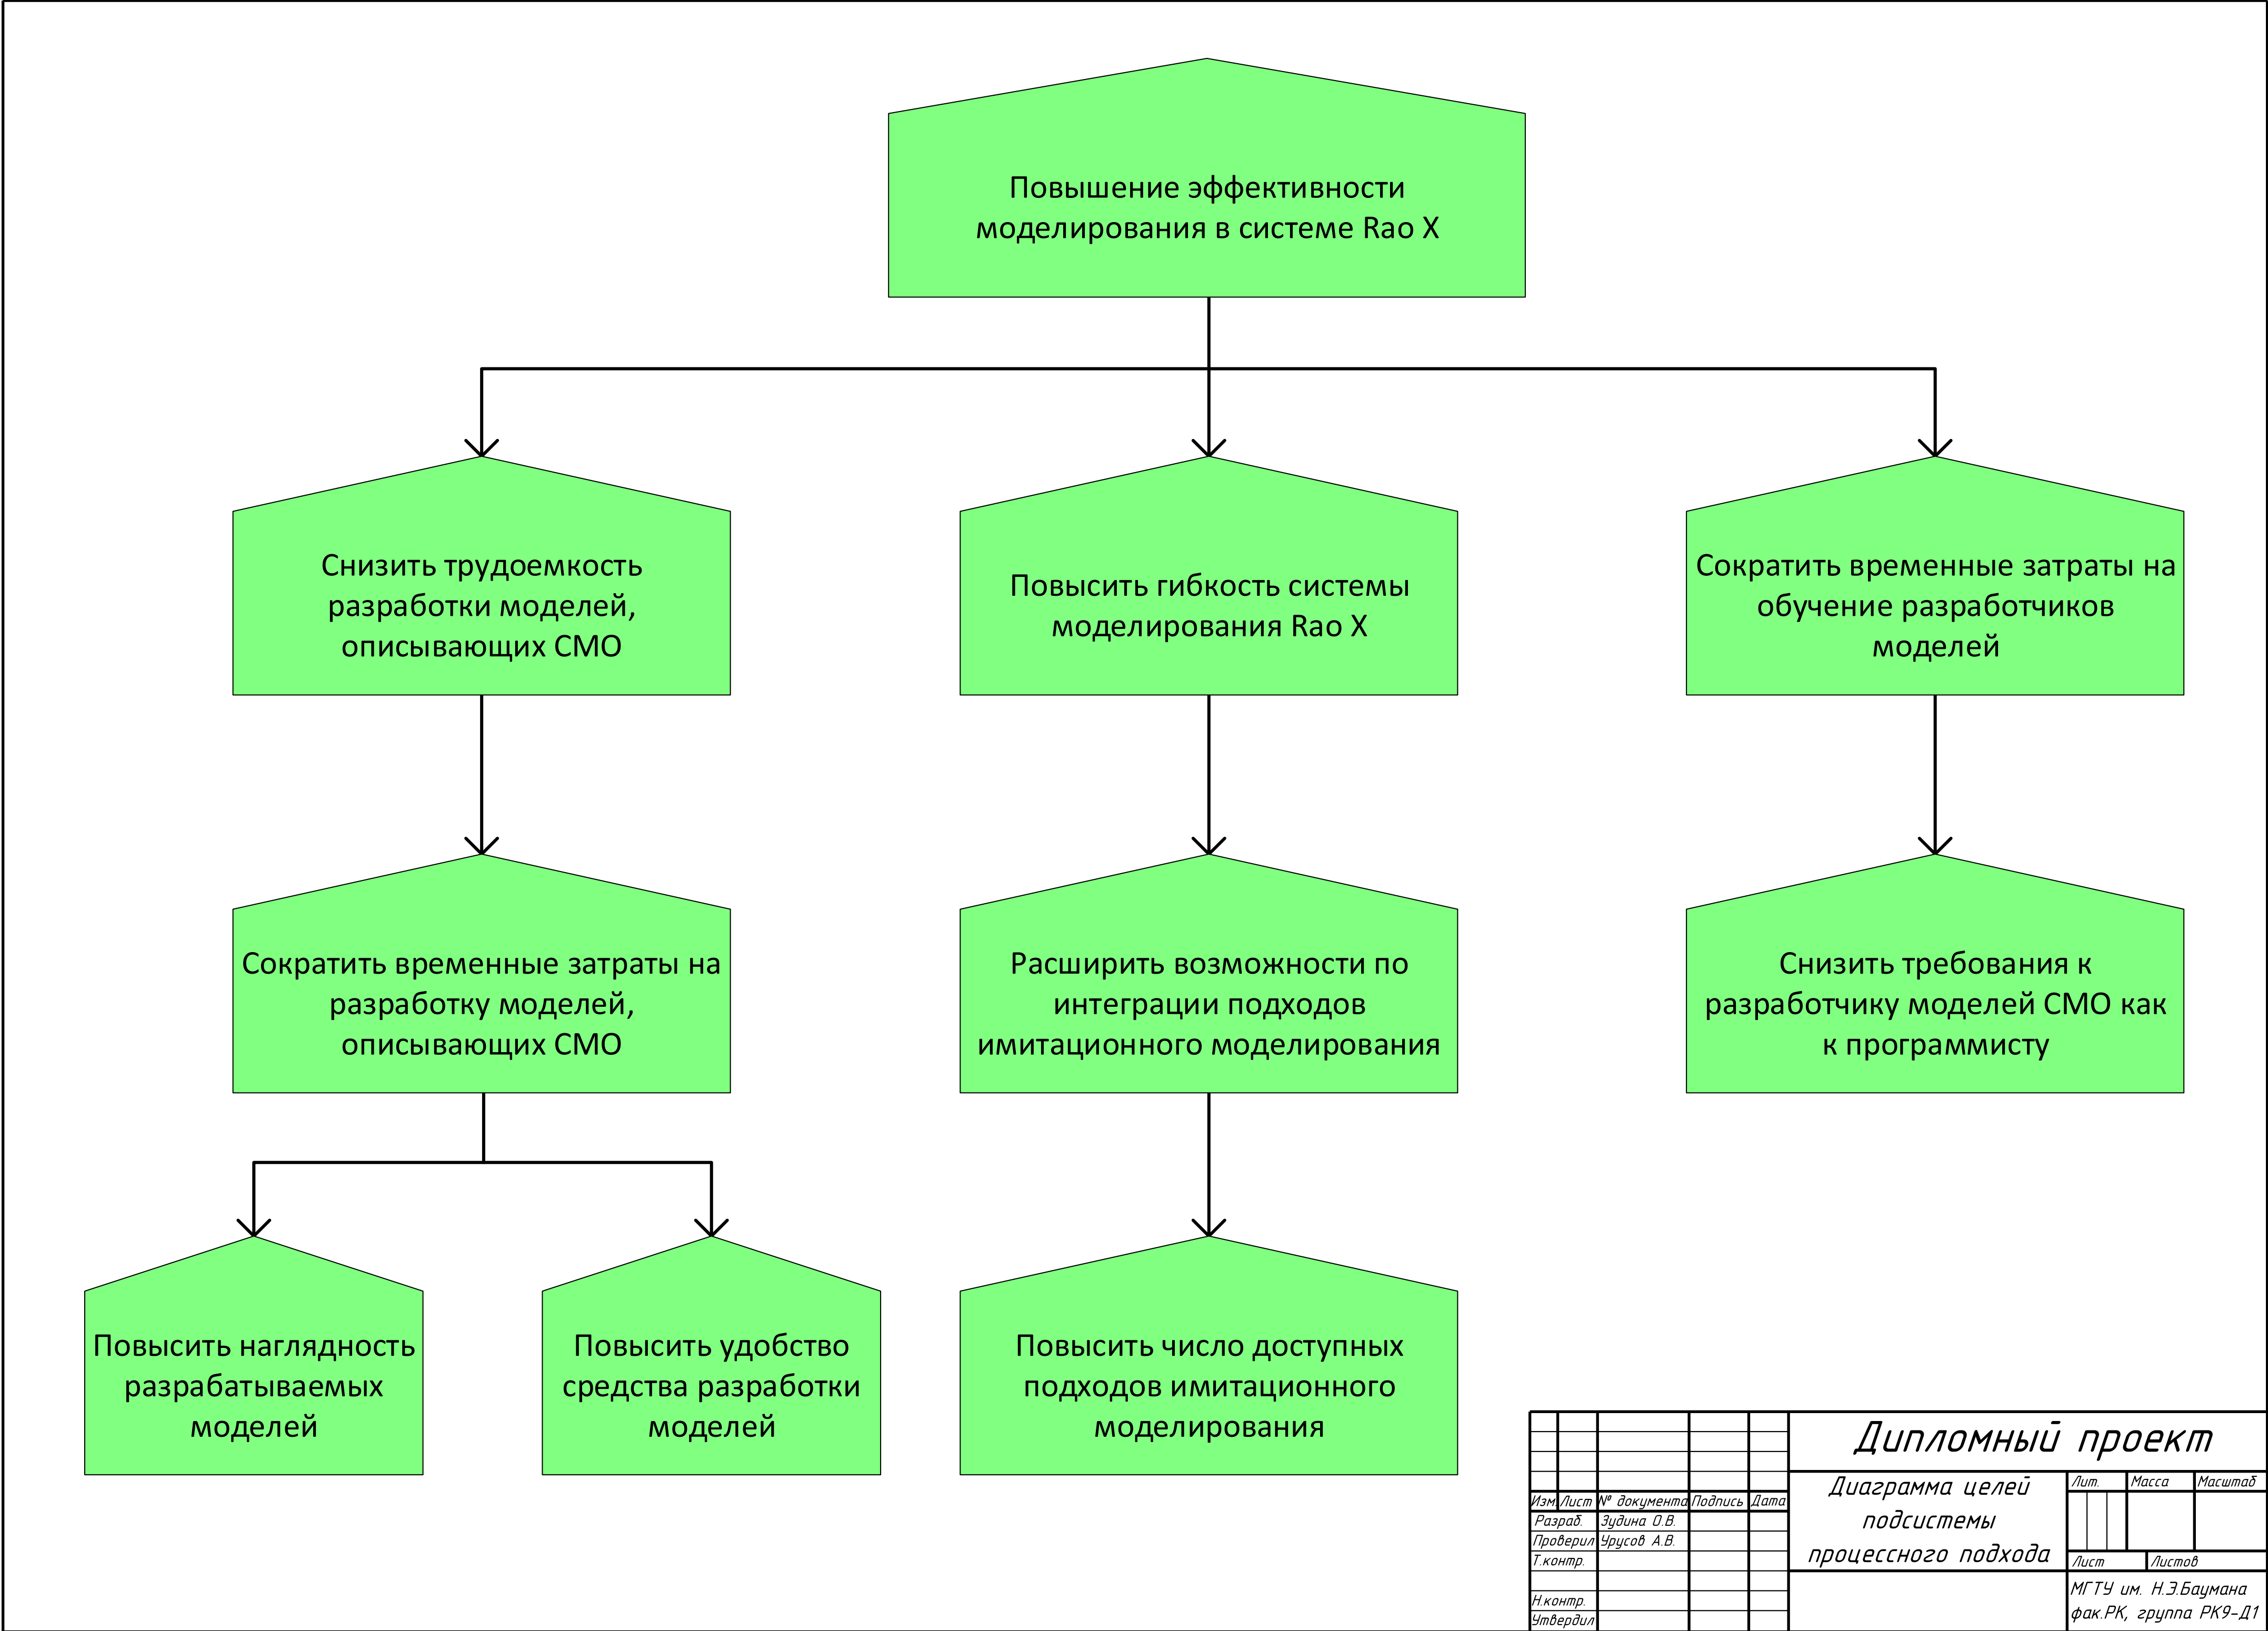 Повышение эффективности
моделирования в системе Rao X
Снизить трудоемкость
разработки моделей,
описывающих СМО
Повысить гибкость системы
моделирования Rao X
Сократить временные затраты на
обучение разработчиков
моделей
Сократить временные затраты на
разработку моделей,
описывающих СМО
Расширить возможности по
интеграции подходов
имитационного моделирования
Снизить требования к
разработчику моделей СМО как
к программисту
Повысить наглядность
разрабатываемых
моделей
Повысить удобство
средства разработки
моделей
Повысить число доступных
подходов имитационного
моделирования
Дипломный проект
Диаграмма целей
подсистемы
процессного подхода
Лит. Масса Масштаб
Изм. Лист № документа Подпись Дата
Разраб. Зудина О.В.
Проверил Урусов А.В.
Т.контр.
Лист Листов
Н.контр.
Утвердил
МГТУ им. Н.Э.Баумана
фак.РК, группа РК9-Д1